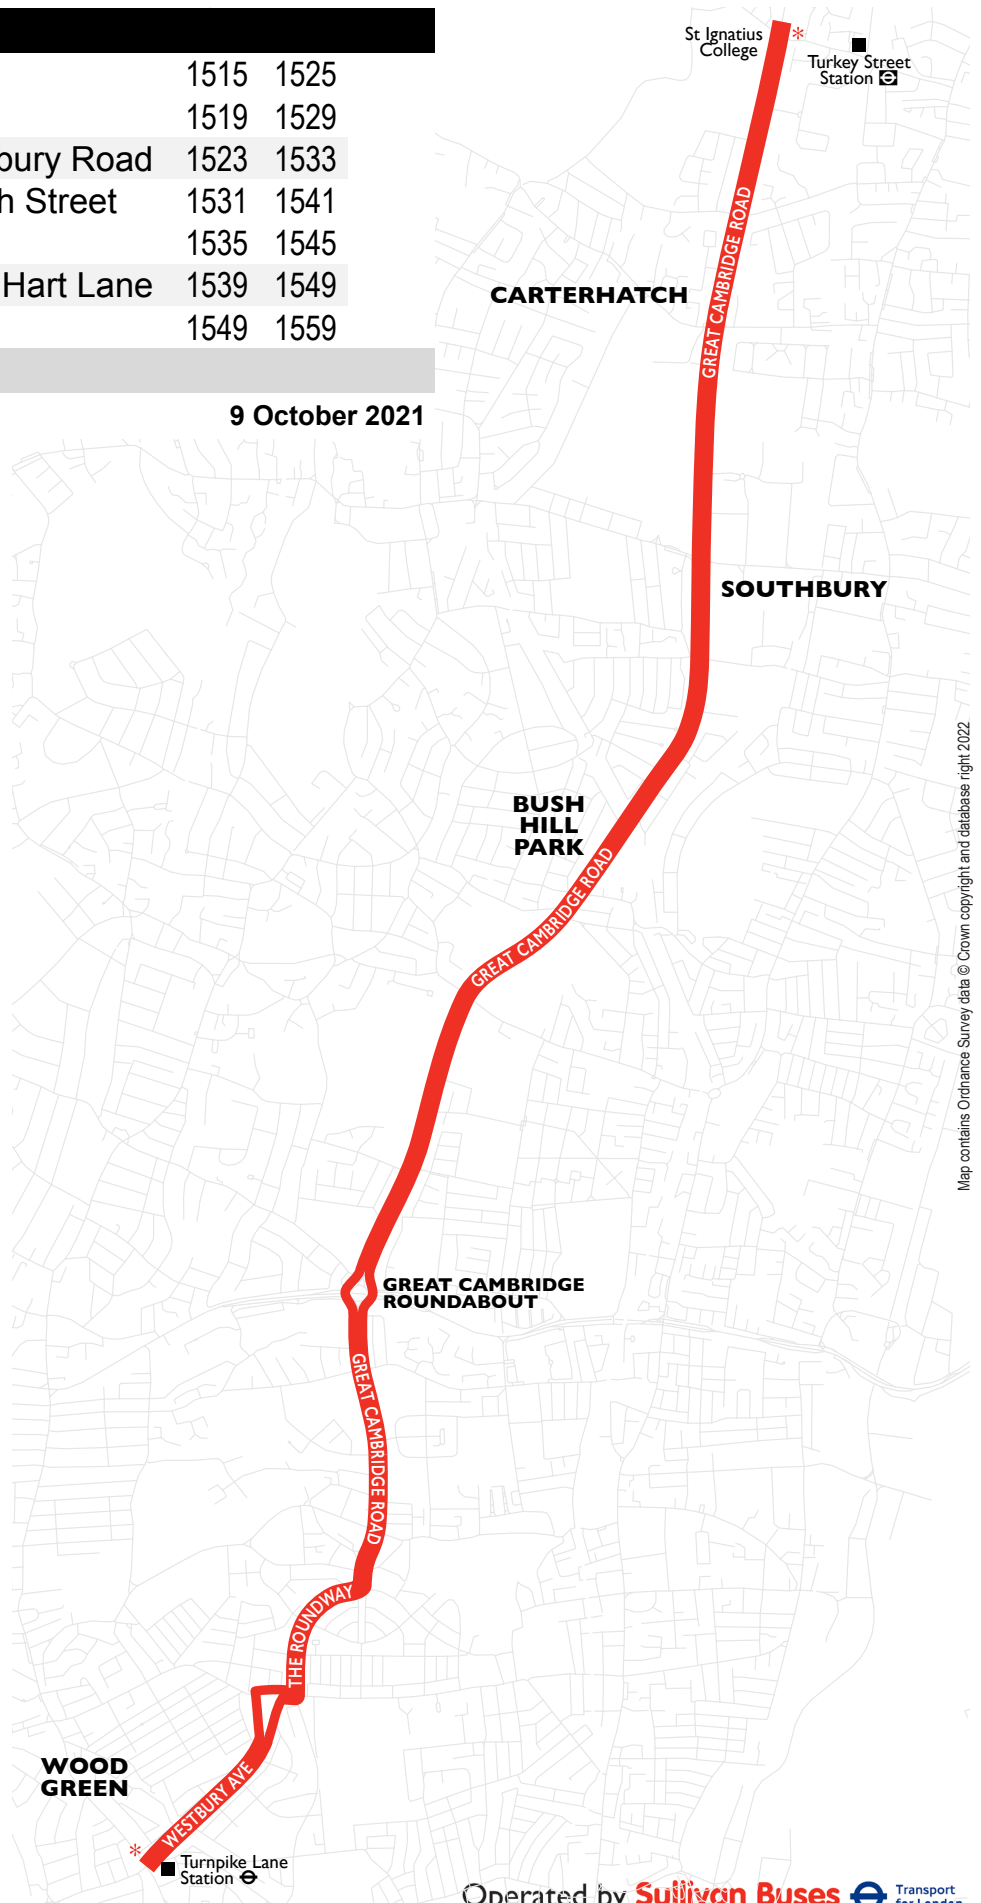 1515 1525
1519 1529
bury Road 1523 1533
h Street 1531 1541
1535 1545
Hart Lane 1539 1549
1549 1559
9 October 2021
St Ignatius
College
*
Turkey Street
Station
GREAT CAMBRIDGE ROAD
CARTERHATCH
SOUTHBURY
Map contains Ordnance Survey data © Crown copyright and database right 2022
BUSH
HILL
PARK
GREAT CAMBRIDGE ROAD
GREAT CAMBRIDGE
ROUNDABOUT
GREAT CAMBRIDGE ROAD
THE ROUNDWAY
WOOD
GREEN
WESTBURY AVE
*
Turnpike Lane
Station
Operated by Sullivan Buses
Transport
for London